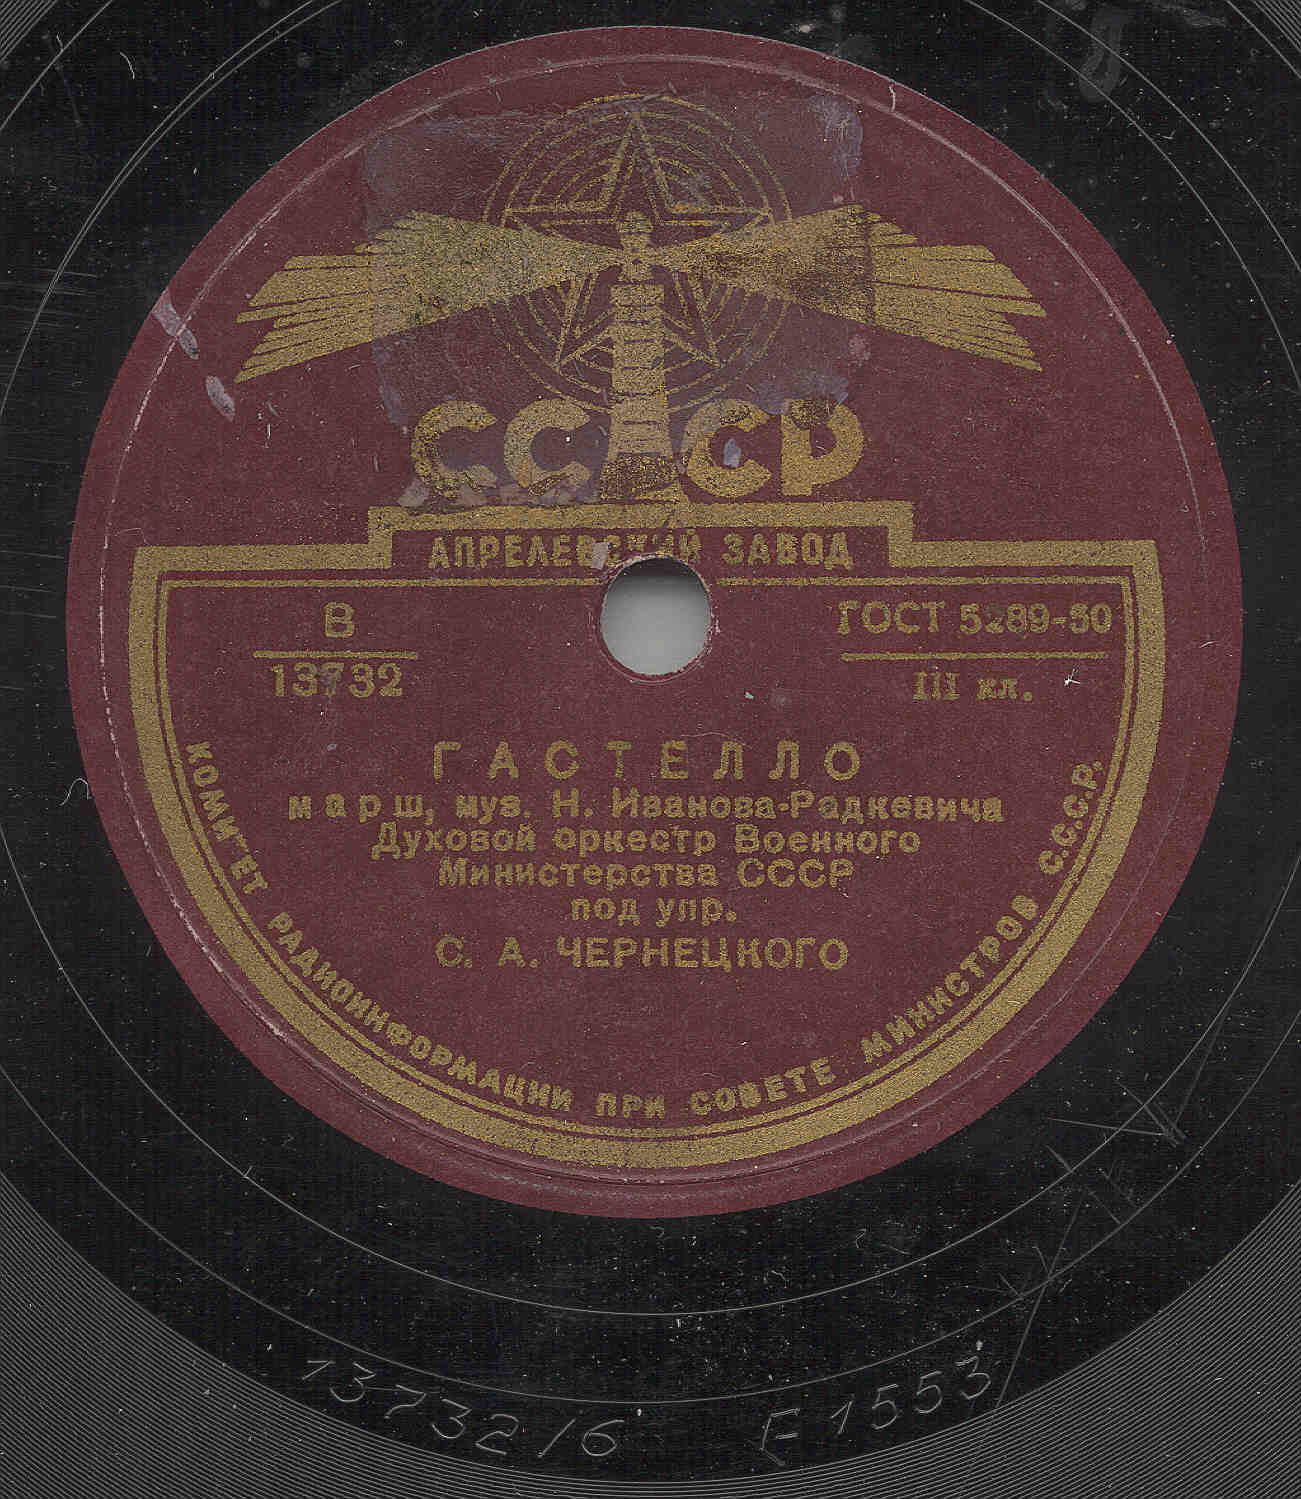 СССР
АПРЕЛЕВСКИЙ ЗАВОД
В
13732
ГОСТ 5289-50
III кл.
ГАСТЕЛЛО
марш, муз. Н. Иванова-Радкевича
Духовой оркестр Военного
Министерства СССР
под упр.
С. А. ЧЕРНЕЦКОГО
КОМИТЕТ РАДИОИНФОРМАЦИИ ПРИ СОВЕТЕ МИНИСТРОВ С.С.С.Р.
13732/6 Е1553